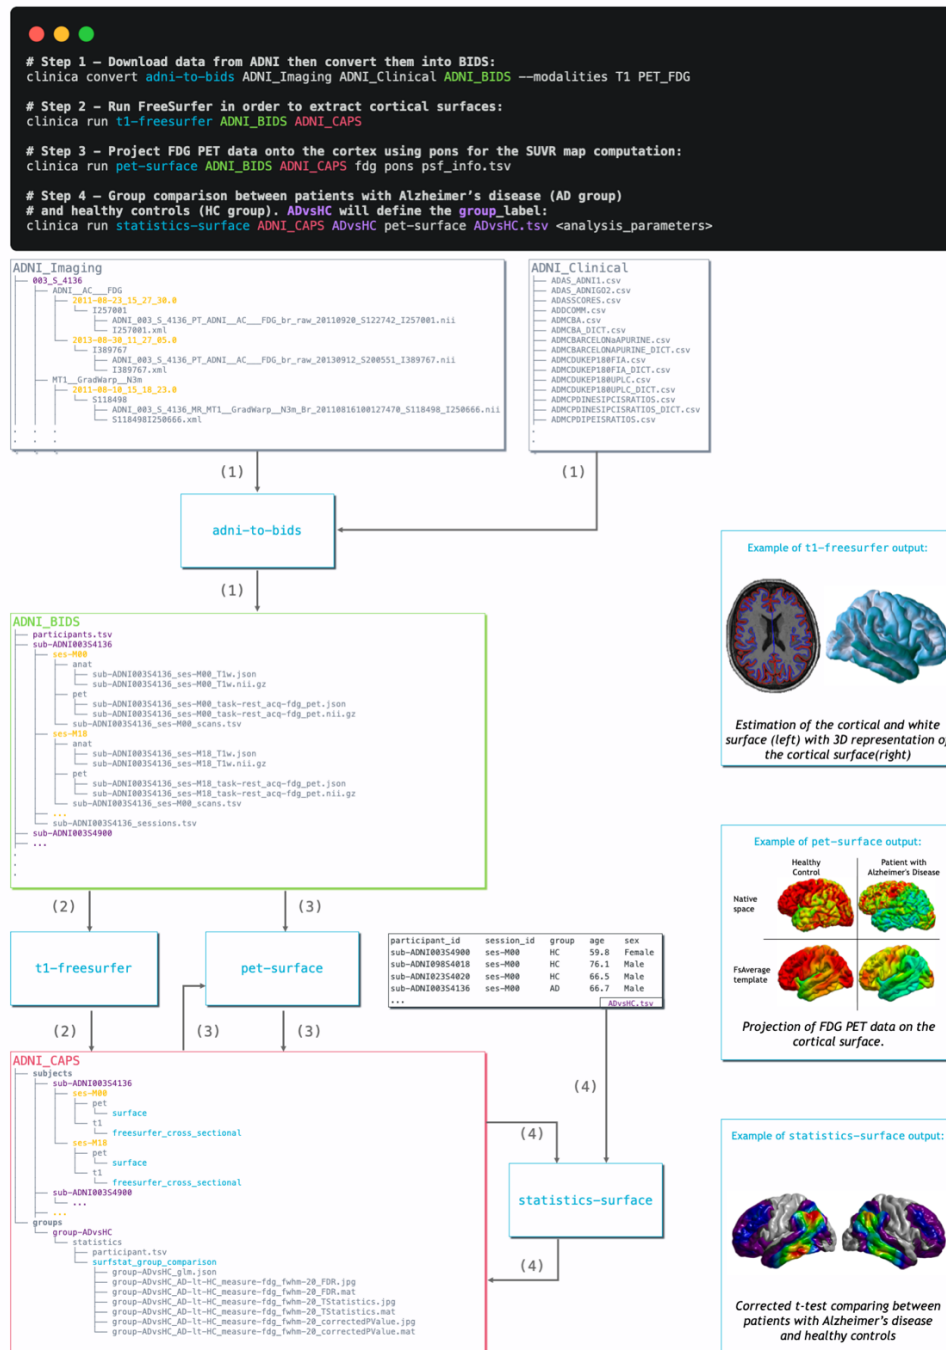 # Step 1 – Download data from ADNI then convert them into BIDS:
clinica convert adni-to-bids ADNI_Imaging ADNI_Clinical ADNI_BIDS --modalities T1 PET_FDG
# Step 2 – Run FreeSurfer in order to extract cortical surfaces:
clinica run t1-freesurfer ADNI_BIDS ADNI_CAPS
# Step 3 – Project FDG PET data onto the cortex using pons for the SUVR map computation:
clinica run pet-surface ADNI_BIDS ADNI_CAPS fdg pons psf_info.tsv
# Step 4 – Group comparison between patients with Alzheimer's disease (AD group)
# and healthy controls (HC group). ADvsHC will define the group_label:
clinica run statistics-surface ADNI_CAPS ADvsHC pet-surface ADvsHC.tsv <analysis_parameters>
ADNI_Imaging
003_S_4136
ADNI__AC___FDG
2011-08-23_15_27_30.0
I257001
ADNI_003_S_4136_PT_ADNI__AC___FDG_br_raw_20110920_S122742_I257001.nii
I257001.xml
2013-08-30_11_27_05.0
I389767
ADNI_003_S_4136_PT_ADNI__AC___FDG_br_raw_20130912_S200551_I389767.nii
I389767.xml
MT1__GradWarp__N3m
2011-08-10_15_18_23.0
S118498
ADNI_003_S_4136_MR_MT1__GradWarp__N3m_Br_20110816100127470_S118498_I250666.nii
S118498I250666.xml
ADNI_Clinical
ADAS_ADNI1.csv
ADAS_ADNIGO2.csv
ADASSCORES.csv
ADDCOMM.csv
ADMCBA.csv
ADMCBA_DICT.csv
ADMCBARCELONaAPURINE.csv
ADMCBARCELONAPURINE_DICT.csv
ADMCDUKEP180FIA.csv
ADMCDUKEP180FIA_DICT.csv
ADMCDUKEP180UPLC.csv
ADMCDUKEP180UPLC_DICT.csv
ADMCPDINESIPCISRATIOS.csv
ADMCPDINESIPCISRATIOS_DICT.csv
ADMCPDIPEISRATIOS.csv
(1)
(1)
adni-to-bids
(1)
ADNI_BIDS
participants.tsv
sub-ADNI003S4136
ses-M00
anat
sub-ADNI003S4136_ses-M00_T1w.json
sub-ADNI003S4136_ses-M00_T1w.nii.gz
pet
sub-ADNI003S4136_ses-M00_task-rest_acq-fdg_pet.json
sub-ADNI003S4136_ses-M00_task-rest_acq-fdg_pet.nii.gz
sub-ADNI003S4136_ses-M00_scans.tsv
ses-M18
anat
sub-ADNI003S4136_ses-M18_T1w.json
sub-ADNI003S4136_ses-M18_T1w.nii.gz
pet
sub-ADNI003S4136_ses-M18_task-rest_acq-fdg_pet.json
sub-ADNI003S4136_ses-M18_task-rest_acq-fdg_pet.nii.gz
sub-ADNI003S4136_ses-M00_scans.tsv
...
sub-ADNI003S4136_sessions.tsv
sub-ADNI003S4900
...
Example of t1-freesurfer output:
Estimation of the cortical and white
surface (left) with 3D representation of
the cortical surface(right)
(2)
(3)
t1-freesurfer
pet-surface
participant_id session_id group age sex
sub-ADNI003S4900 ses-M00 HC 59.8 Female
sub-ADNI098S4018 ses-M00 HC 76.1 Male
sub-ADNI023S4020 ses-M00 HC 66.5 Male
sub-ADNI003S4136 ses-M00 AD 66.7 Male
...
ADvsHC.tsv
Example of pet-surface output:
Healthy
Control
Patient with
Alzheimer's Disease
Native
space
FsAverage
template
Projection of FDG PET data on the
cortical surface.
(2)
(3)
(3)
(4)
ADNI_CAPS
subjects
sub-ADNI003S4136
ses-M00
pet
surface
t1
freesurfer_cross_sectional
ses-M18
pet
surface
t1
freesurfer_cross_sectional
sub-ADNI003S4900
...
...
groups
group-ADvsHC
statistics
participant.tsv
surfstat_group_comparison
group-ADvsHC_glm.json
group-ADvsHC_AD-lt-HC_measure-fdg_fwhm-20_FDR.jpg
group-ADvsHC_AD-lt-HC_measure-fdg_fwhm-20_FDR.mat
group-ADvsHC_AD-lt-HC_measure-fdg_fwhm-20_TStatistics.jpg
group-ADvsHC_AD-lt-HC_measure-fdg_fwhm-20_TStatistics.mat
group-ADvsHC_AD-lt-HC_measure-fdg_fwhm-20_correctedPValue.jpg
group-ADvsHC_AD-lt-HC_measure-fdg_fwhm-20_correctedPValue.mat
(4)
statistics-surface
(4)
Example of statistics-surface output:
Corrected t-test comparing between
patients with Alzheimer's disease
and healthy controls